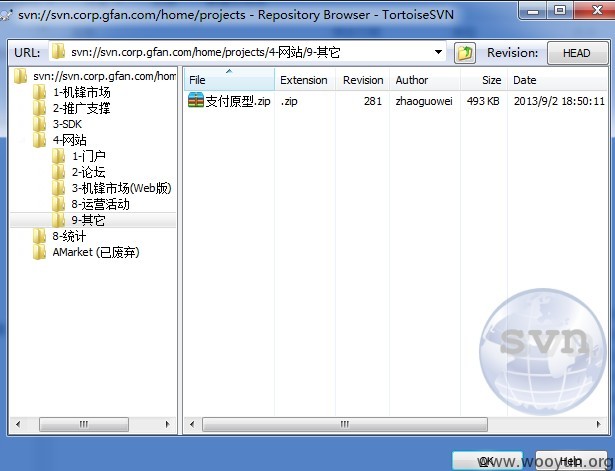 svn://svn.corp.gfan.com/home/projects - Repository Browser - TortoiseSVN
URL: svn://svn.corp.gfan.com/home/projects/4-网站/9-其它 Revision: HEAD
svn://svn.corp.gfan.com/hom
1-机锋市场
2-推广支撑
3-SDK
4-网站
1-门户
2-论坛
3-机锋市场(Web版)
8-运营活动
9-其它
8-统计
AMarket (已废弃)
File Extension Revision Author Size Date
支付原型.zip .zip 281 zhaoguowei 493 KB 2013/9/2 18:50:11
svn
OK Help
www.wooyun.org